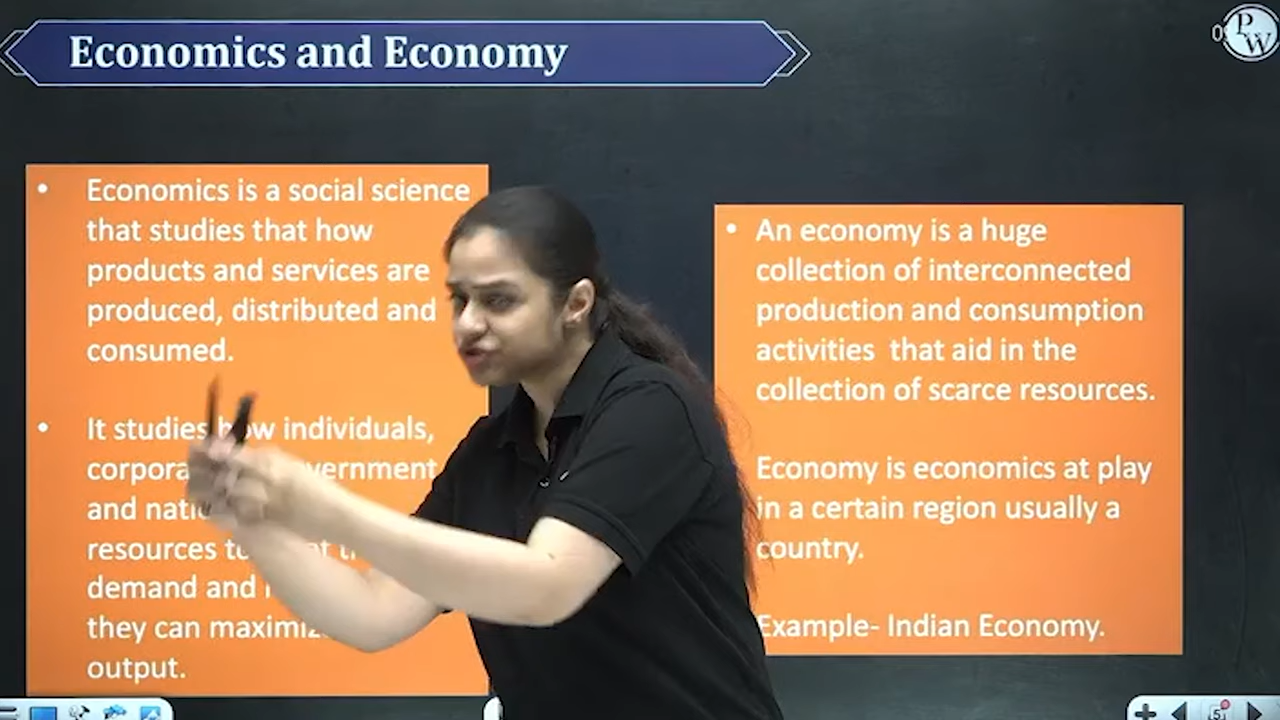 Economics and Economy
PW
• Economics is a social science
that studies that how
products and services are
produced, distributed and
consumed.
• It studies how individuals,
and
resources
demand and
they can
output.
• An economy is a huge
collection of interconnected
production and consumption
activities that aid in the
collection of scarce resources.
Economy is economics at play
in a certain region usually a
country.
Example- Indian Economy.